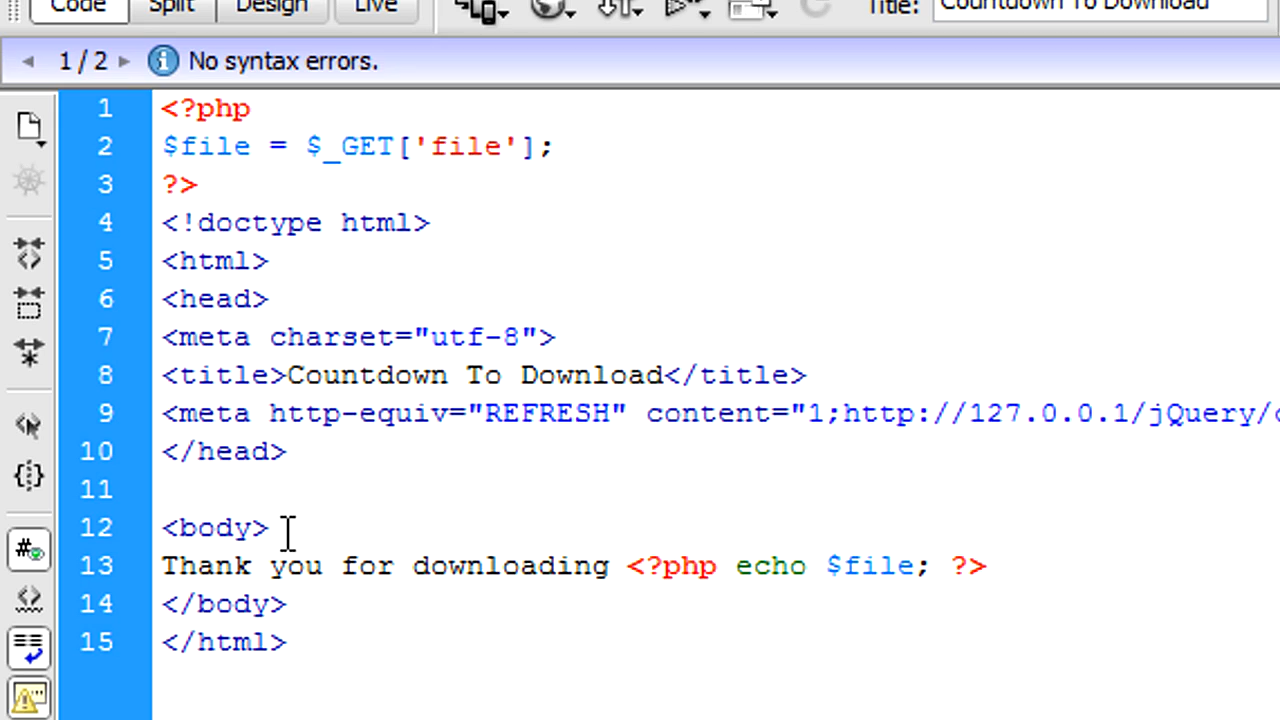 Code Split Design Live Title: Countdown To Download
1 / 2 No syntax errors.
1 <?php
2 $file = $_GET['file'];
3 ?>
4 <!doctype html>
5 <html>
6 <head>
7 <meta charset="utf-8">
8 <title>Countdown To Download</title>
9 <meta http-equiv="REFRESH" content="1;http://127.0.0.1/jQuery/
10 </head>
11
12 <body>
13 Thank you for downloading <?php echo $file; ?>
14 </body>
15 </html>